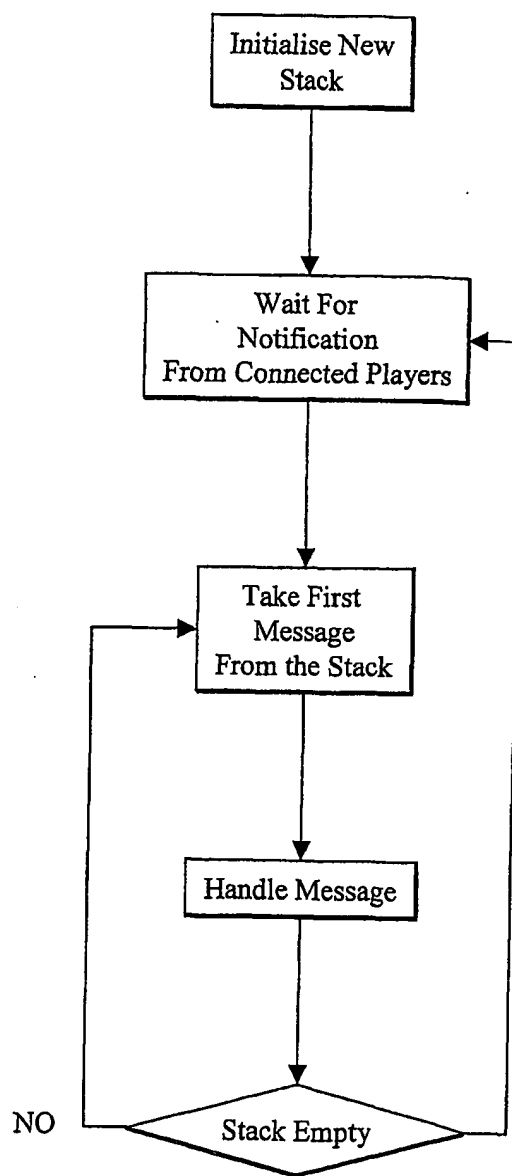 Initialise New
Stack
Wait For
Notification
From Connected Players
Take First
Message
From the Stack
Handle Message
Stack Empty
NO